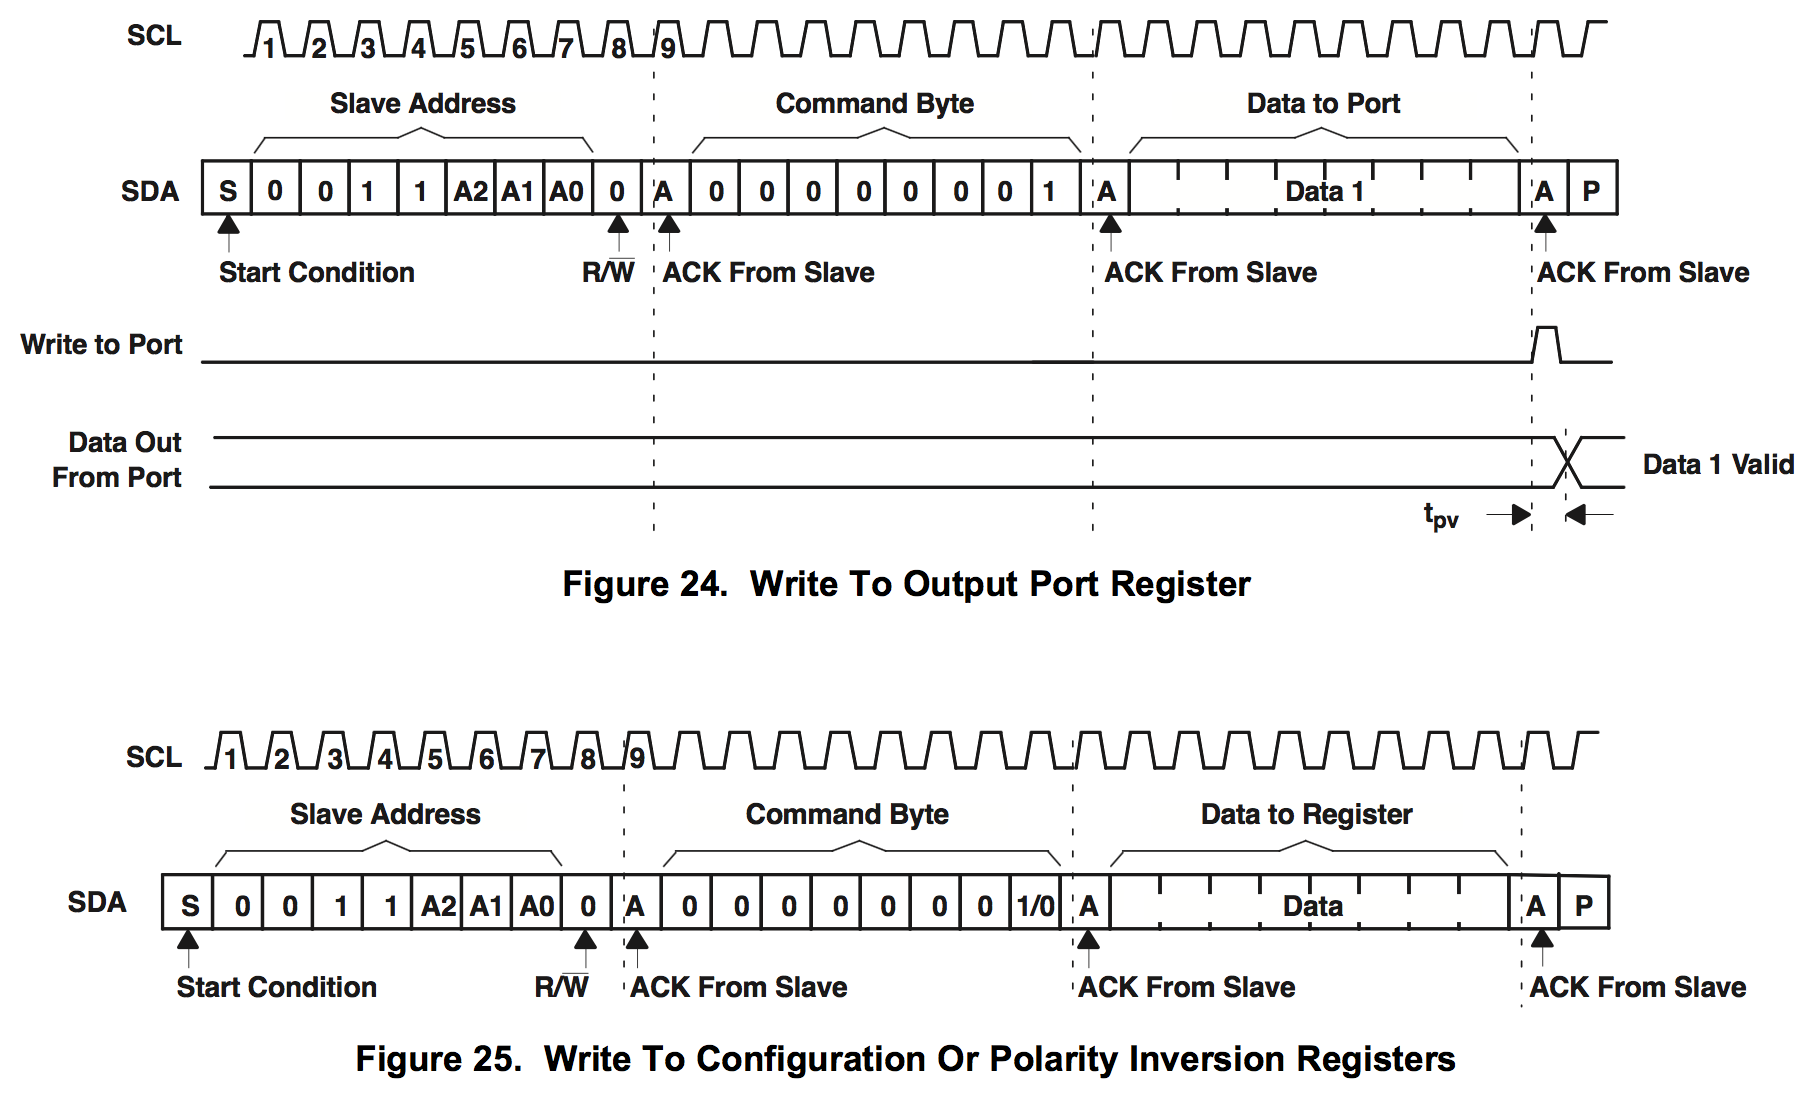 SCL 1 2 3 4 5 6 7 8 9
Slave Address Command Byte Data to Port
SDA S 0 0 1 1 A2 A1 A0 0 A 0 0 0 0 0 0 0 1 A Data 1 A P
Start Condition R/W̅ ACK From Slave ACK From Slave ACK From Slave
Write to Port
Data Out
From Port
Data 1 Valid
tpv
Figure 24. Write To Output Port Register
SCL 1 2 3 4 5 6 7 8 9
Slave Address Command Byte Data to Register
SDA S 0 0 1 1 A2 A1 A0 0 A 0 0 0 0 0 0 0 1/0 A Data A P
Start Condition R/W̅ ACK From Slave ACK From Slave ACK From Slave
Figure 25. Write To Configuration Or Polarity Inversion Registers